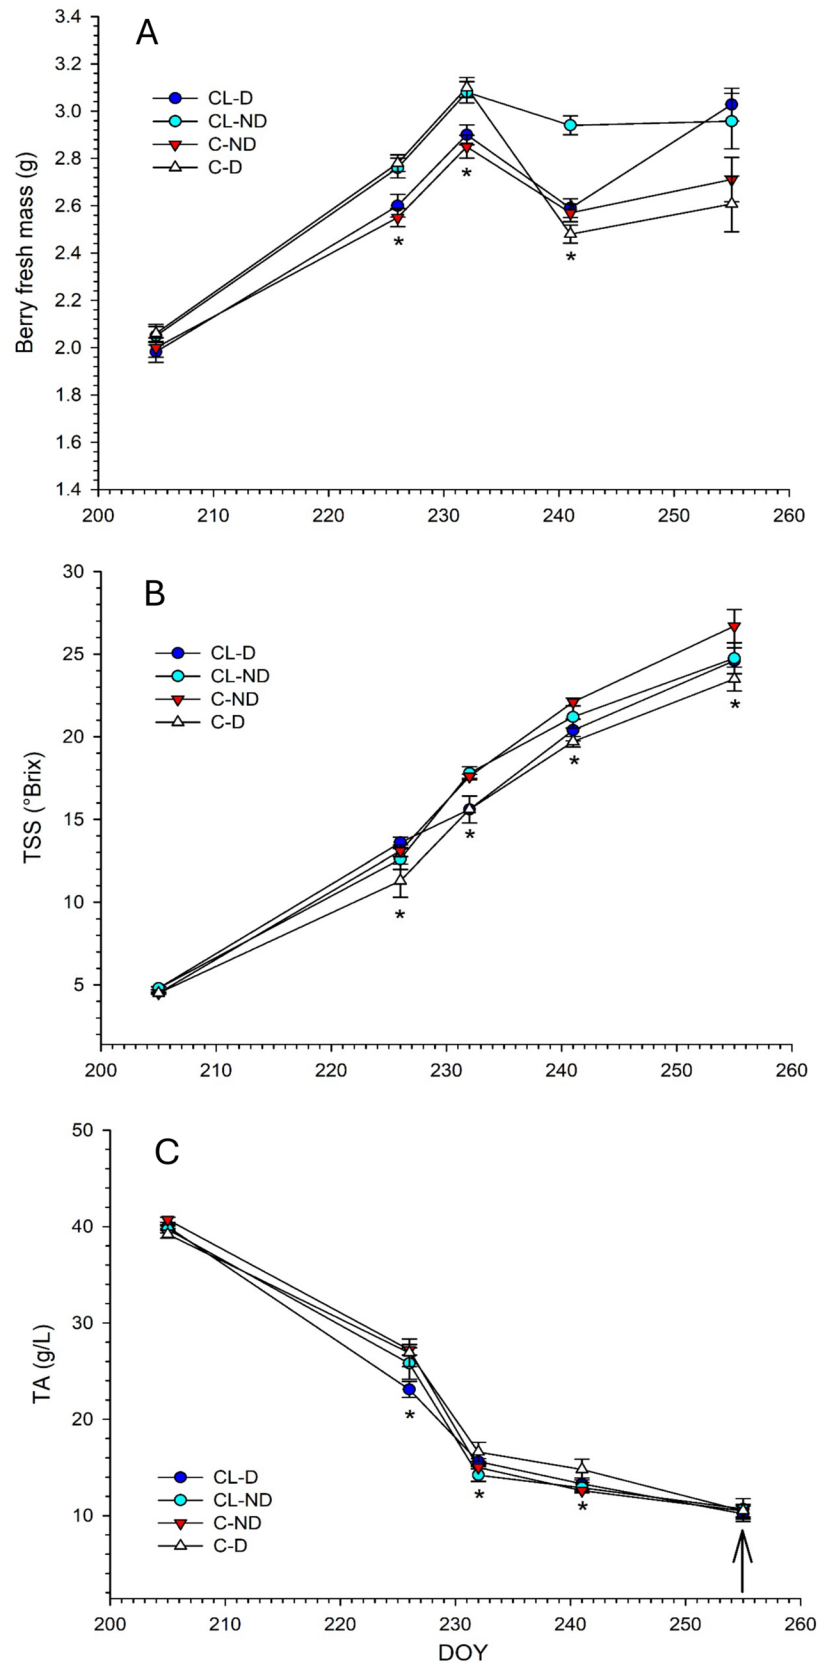 A
3.4
3.2
3.0
2.8
2.6
2.4
2.2
2.0
1.8
1.6
1.4
Berry fresh mass (g)
CL-D
CL-ND
C-ND
C-D
*
*
*
200 210 220 230 240 250 260
B
30
25
20
15
10
5
TSS (°Brix)
CL-D
CL-ND
C-ND
C-D
*
*
*
*
200 210 220 230 240 250 260
C
50
40
30
20
10
TA (g/L)
*
*
*
CL-D
CL-ND
C-ND
C-D
200 210 220 230 240 250 260
DOY